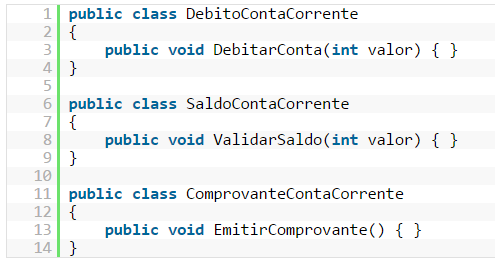 1 public class DebitoContaCorrente
2 {
3     public void DebitarConta(int valor) { }
4 }
5
6 public class SaldoContaCorrente
7 {
8     public void ValidarSaldo(int valor) { }
9 }
10
11 public class ComprovanteContaCorrente
12 {
13     public void EmitirComprovante() { }
14 }